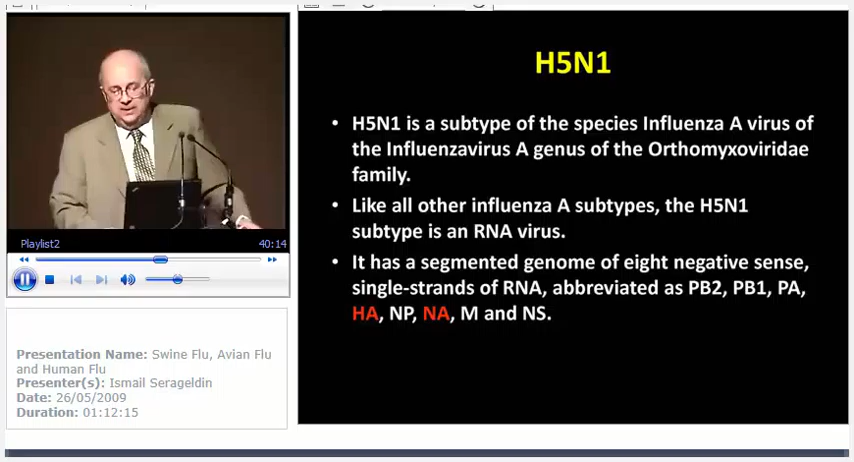 Playlist2 40:14
Presentation Name: Swine Flu, Avian Flu
and Human Flu
Presenter(s): Ismail Serageldin
Date: 26/05/2009
Duration: 01:12:15
H5N1
• H5N1 is a subtype of the species Influenza A virus of
the Influenzavirus A genus of the Orthomyxoviridae
family.
• Like all other influenza A subtypes, the H5N1
subtype is an RNA virus.
• It has a segmented genome of eight negative sense,
single-strands of RNA, abbreviated as PB2, PB1, PA,
HA, NP, NA, M and NS.